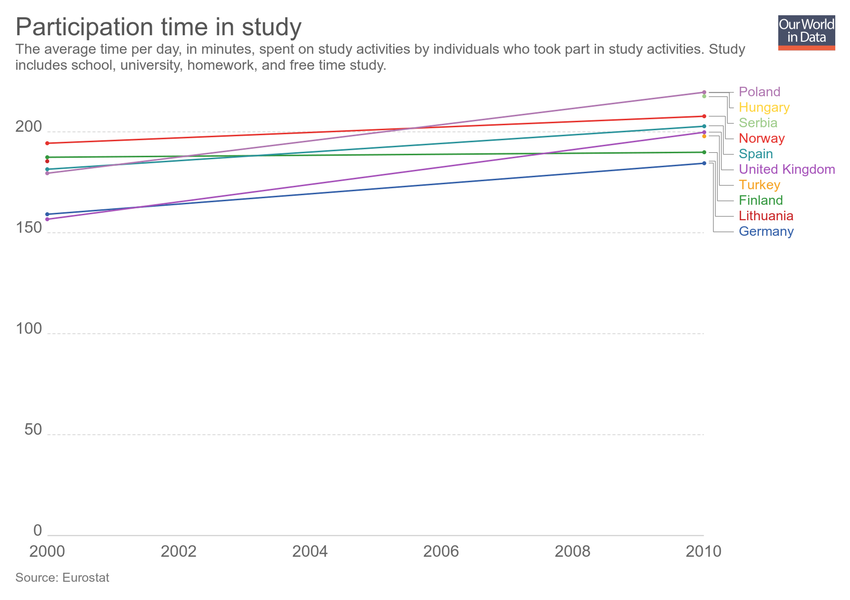 Participation time in study
Our World
in Data
The average time per day, in minutes, spent on study activities by individuals who took part in study activities. Study
includes school, university, homework, and free time study.
Poland
Hungary
Serbia
Norway
Spain
United Kingdom
Turkey
Finland
Lithuania
Germany
200
150
100
50
0
2000
2002
2004
2006
2008
2010
Source: Eurostat